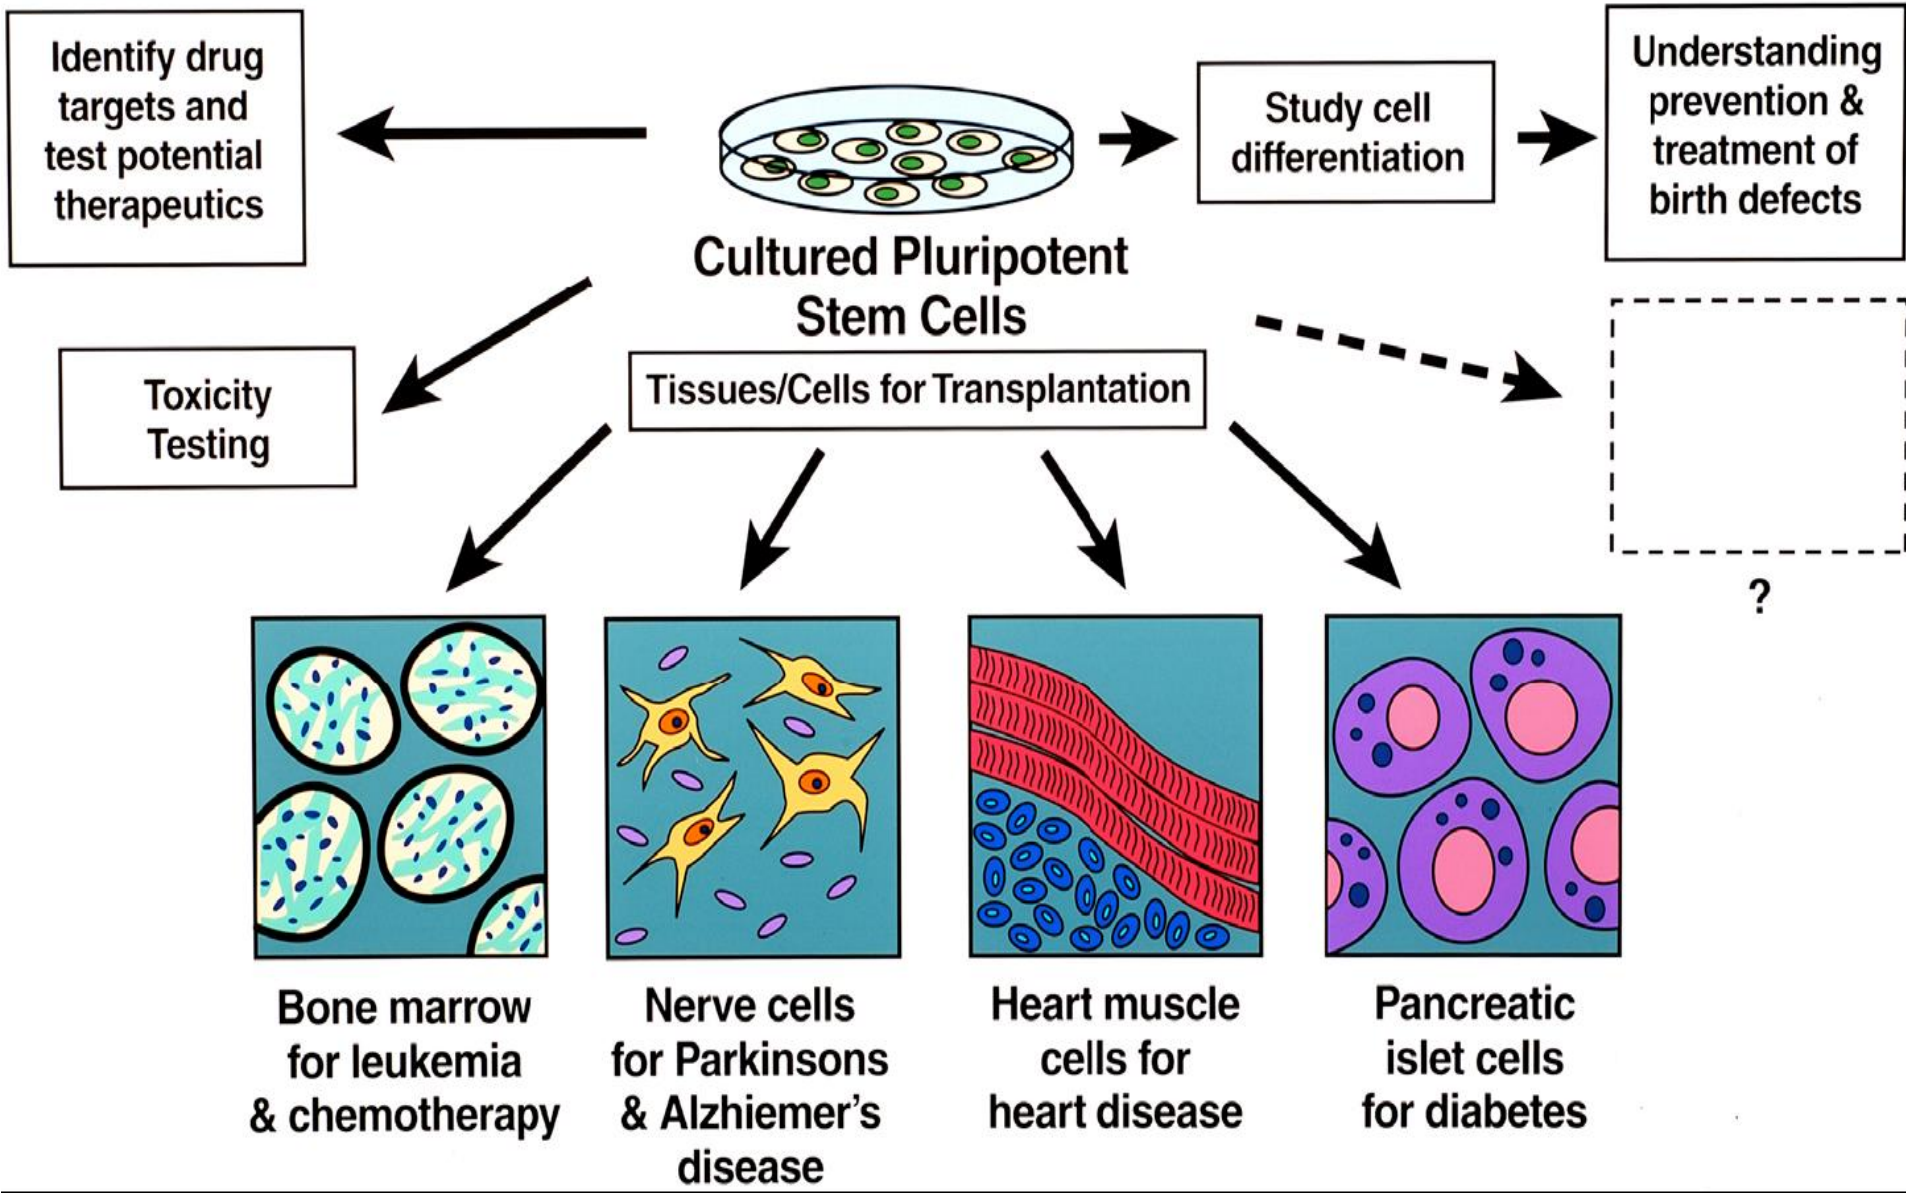 Identify drug
targets and
test potential
therapeutics
Study cell
differentiation
Understanding
prevention &
treatment of
birth defects
Cultured Pluripotent
Stem Cells
Toxicity
Testing
Tissues/Cells for Transplantation
?
Bone marrow
for leukemia
& chemotherapy
Nerve cells
for Parkinsons
& Alzhiemer's
disease
Heart muscle
cells for
heart disease
Pancreatic
islet cells
for diabetes